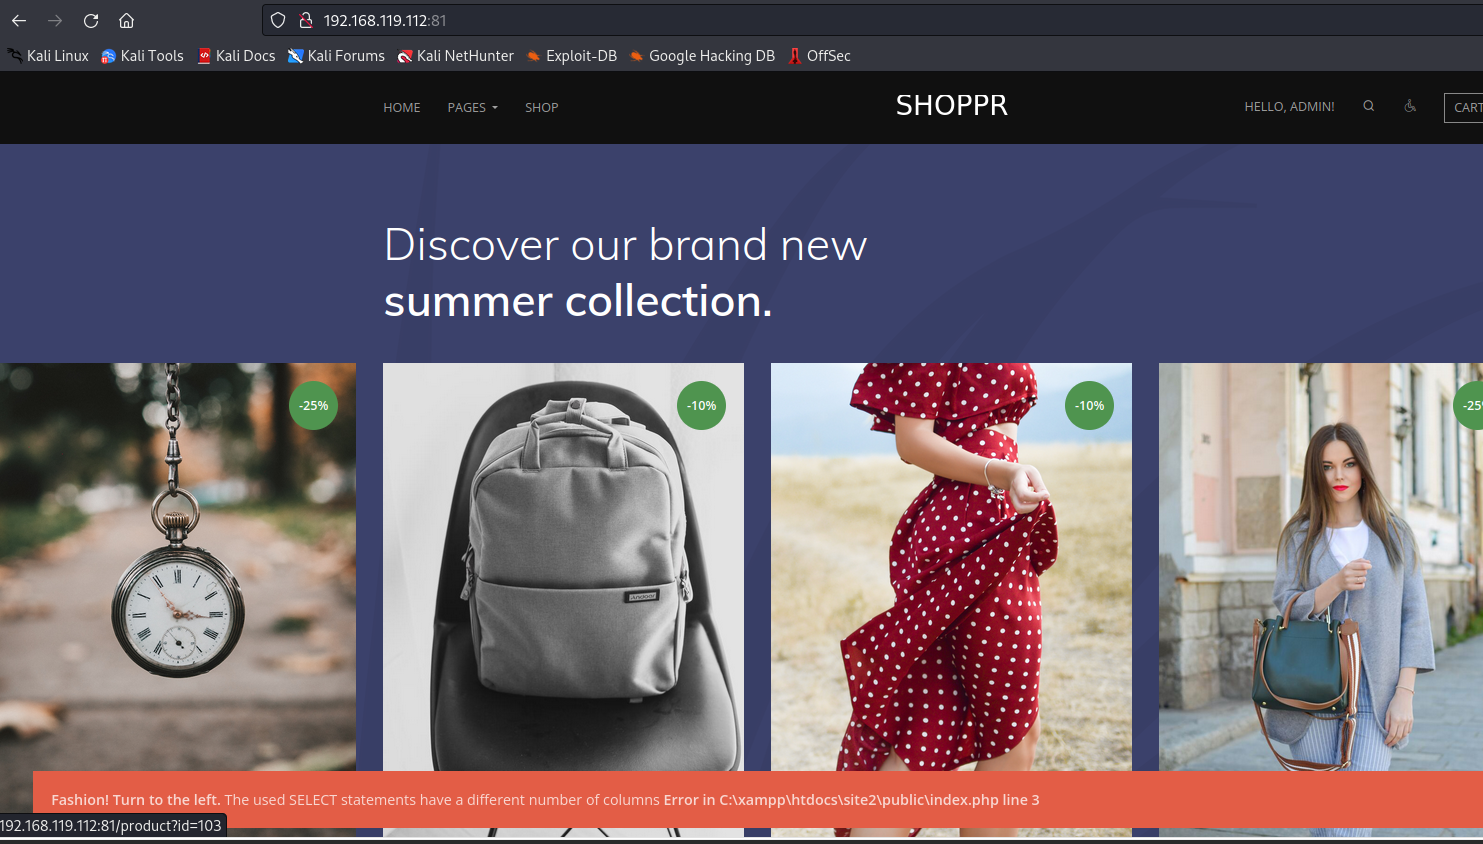 192.168.119.112:81
Kali Linux Kali Tools Kali Docs Kali Forums Kali NetHunter Exploit-DB Google Hacking DB OffSec
HOME PAGES SHOP SHOPPR HELLO, ADMIN! CART
Discover our brand new
summer collection.
-25% -10% -10% -25%
Fashion! Turn to the left. The used SELECT statements have a different number of columns Error in C:\xampp\htdocs\site2\public\index.php line 3
192.168.119.112:81/product?id=103